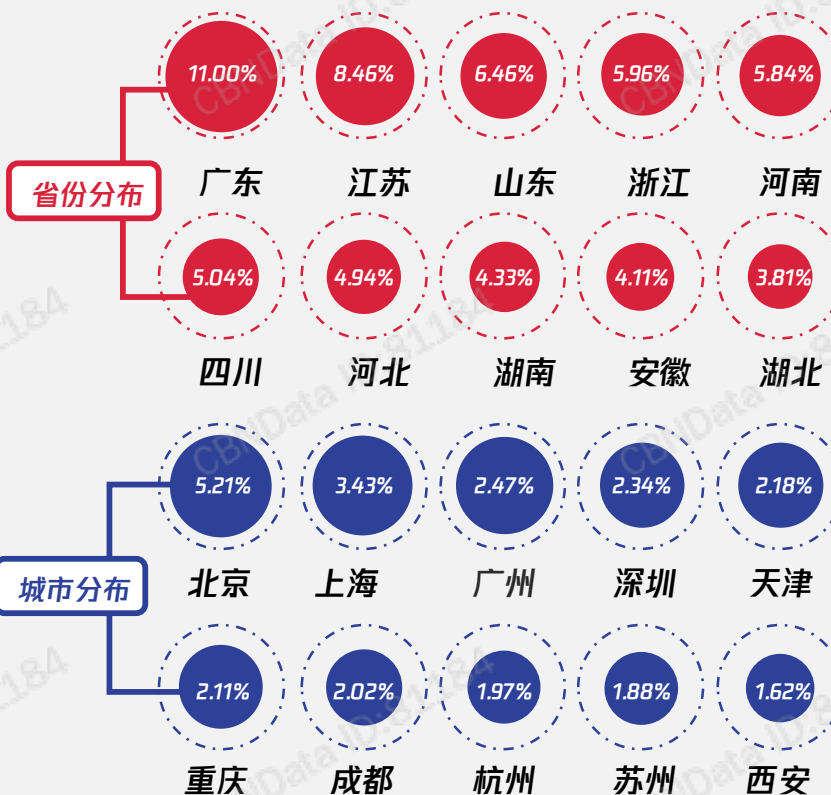 11.00% 8.46% 6.46% 5.96% 5.84%
广东 江苏 山东 浙江 河南
省份分布
5.04% 4.94% 4.33% 4.11% 3.81%
四川 河北 湖南 安徽 湖北
5.21% 3.43% 2.47% 2.34% 2.18%
北京 上海 广州 深圳 天津
城市分布
2.11% 2.02% 1.97% 1.88% 1.62%
重庆 成都 杭州 苏州 西安
CBNData ID:81184